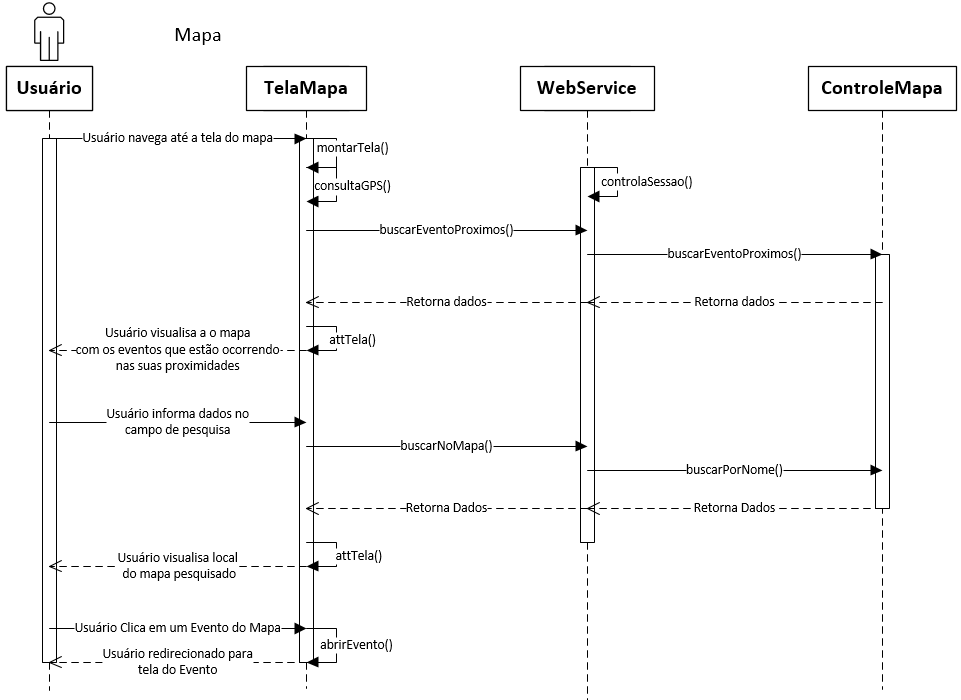 Mapa
Usuário
TelaMapa
WebService
ControleMapa
Usuário navega até a tela do mapa
montarTela()
controlaSessao()
consultaGPS()
buscarEventoProximos()
buscarEventoProximos()
Retorna dados
Retorna dados
Usuário visualisa a o mapa
com os eventos que estão ocorrendo
nas suas proximidades
attTela()
Usuário informa dados no
campo de pesquisa
buscarNoMapa()
buscarPorNome()
Retorna Dados
Retorna Dados
attTela()
Usuário visualisa local
do mapa pesquisado
Usuário Clica em um Evento do Mapa
abrirEvento()
Usuário redirecionado para
tela do Evento